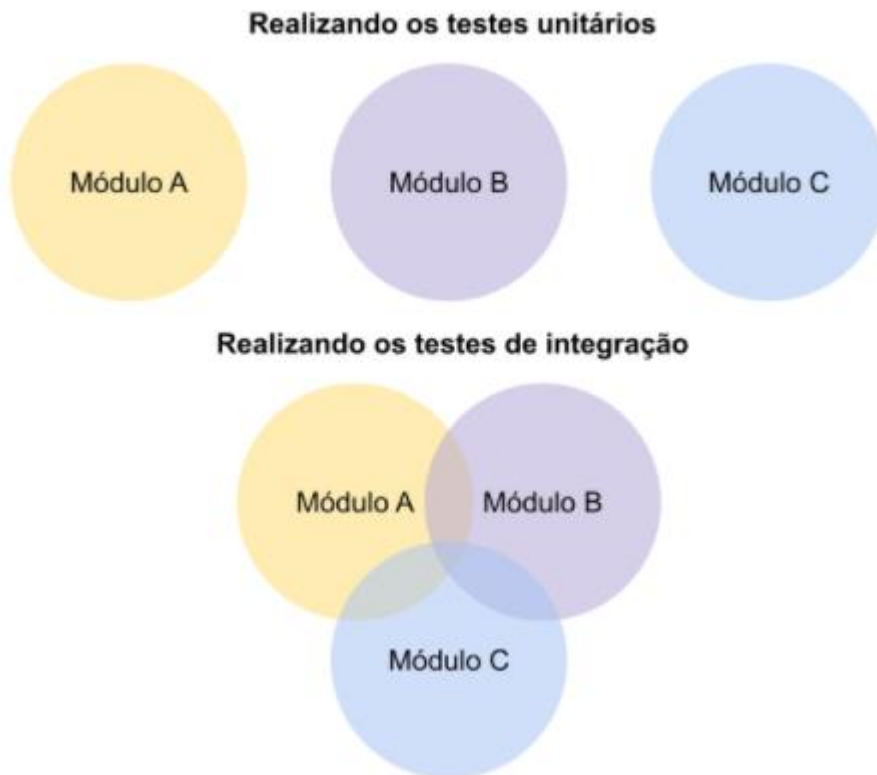 Realizando os testes unitários
Módulo A
Módulo B
Módulo C
Realizando os testes de integração
Módulo A
Módulo B
Módulo C